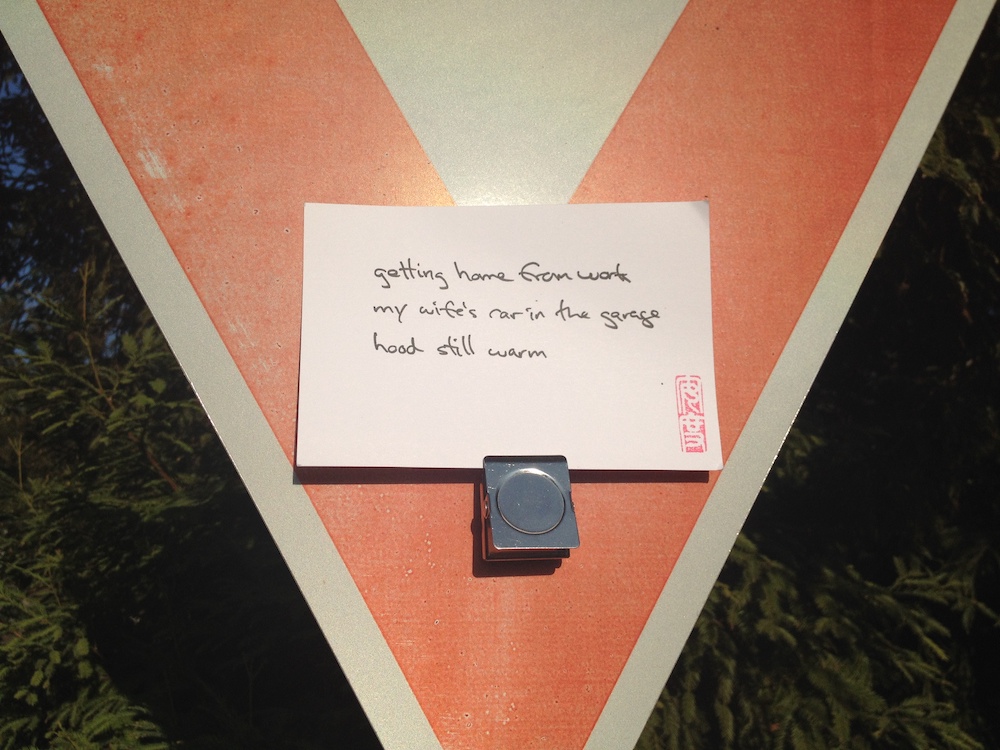 getting home from work
my wife's car in the garage
hood still warm